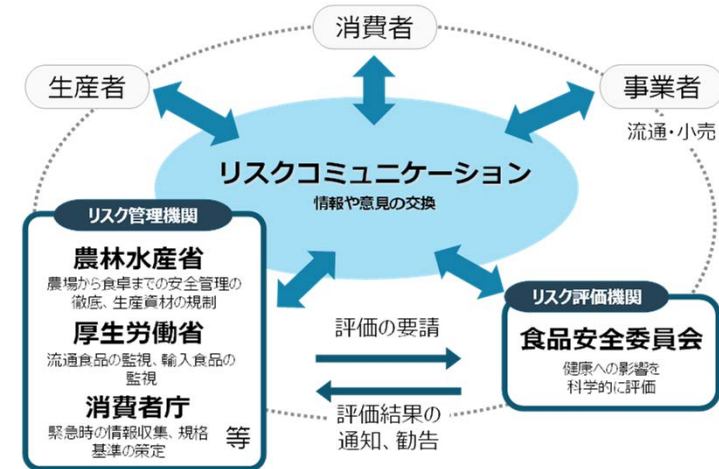 消費者
生産者
事業者
流通・小売
リスクコミュニケーション
情報や意見の交換
リスク管理機関
農林水産省
農場から食卓までの安全管理の
徹底、生産資材の規制
厚生労働省
流通食品の監視、輸入食品の
監視
消費者庁
緊急時の情報収集、規格
基準の策定
等
評価の要請
評価結果の
通知、勧告
リスク評価機関
食品安全委員会
健康への影響を
科学的に評価